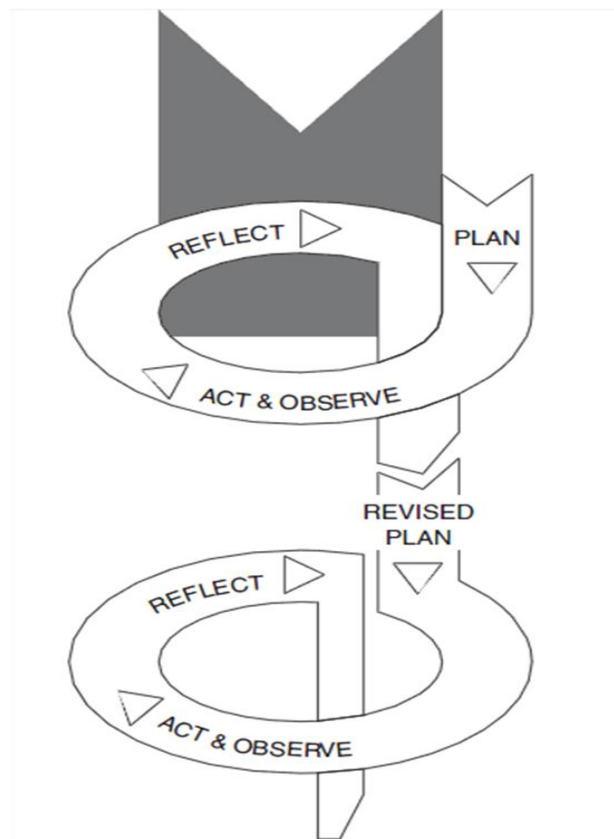 PLAN
REFLECT
ACT & OBSERVE
REVISED
PLAN
REFLECT
ACT & OBSERVE